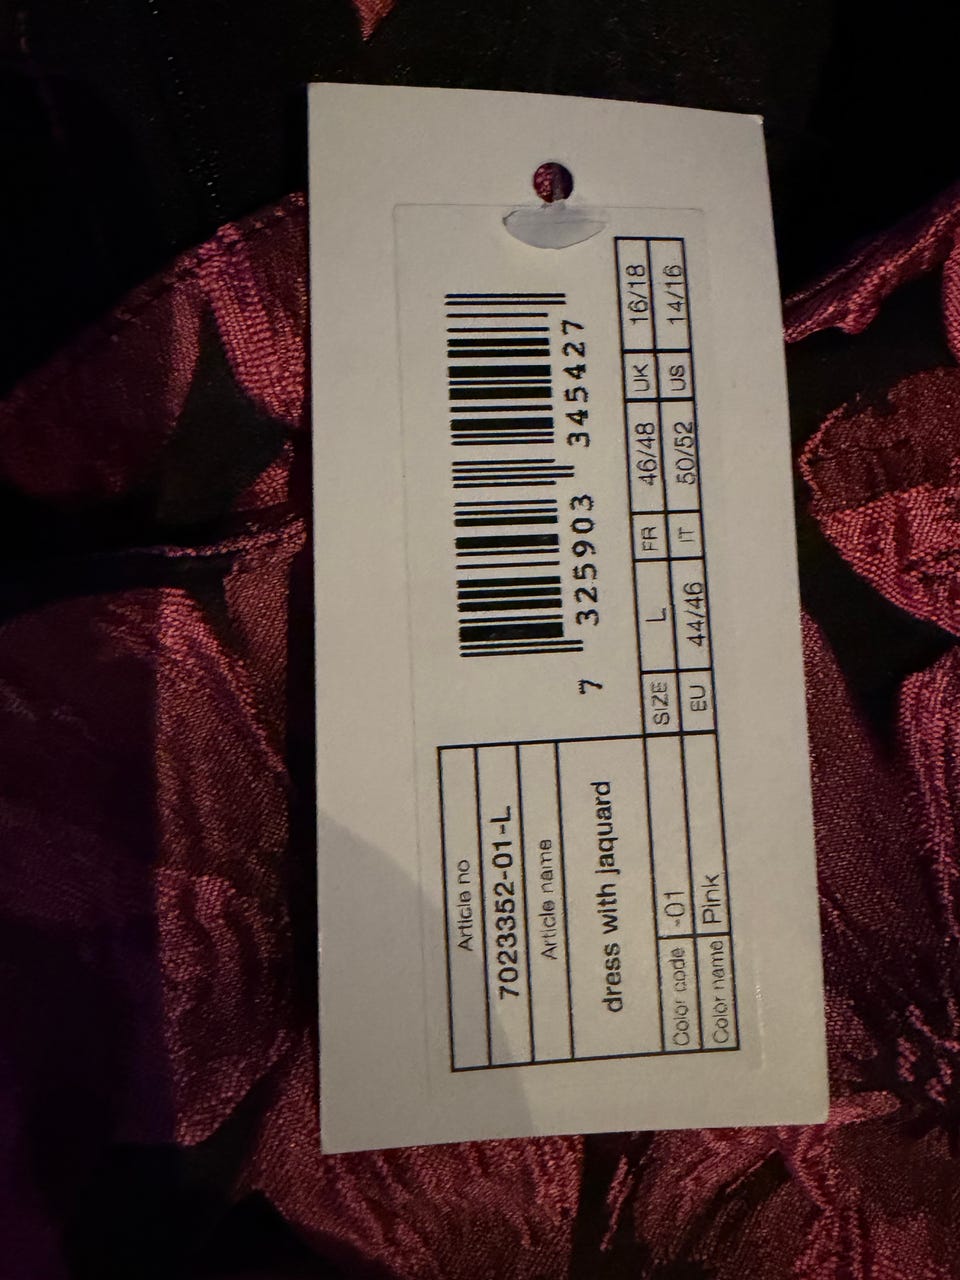 Article no
7023352-01-L
Article name
dress with jaquard
Color code -01
Color name Pink
7 325903 345427
SIZE L FR 46/48 UK 16/18
EU 44/46 IT 50/52 US 14/16